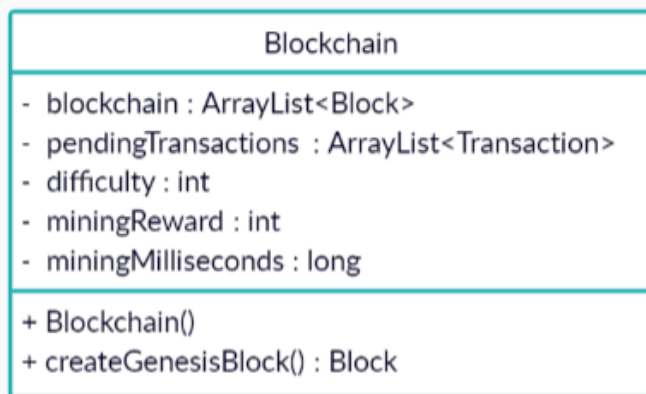 Blockchain
- blockchain : ArrayList<Block>
- pendingTransactions : ArrayList<Transaction>
- difficulty : int
- miningReward : int
- miningMilliseconds : long
+ Blockchain()
+ createGenesisBlock() : Block